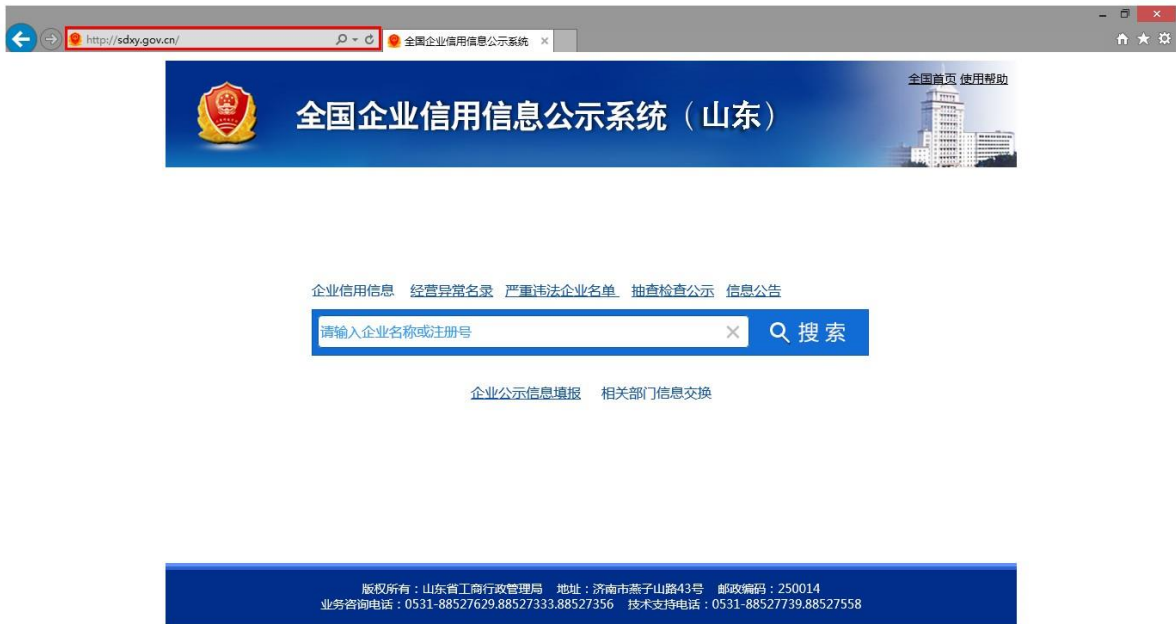 http://sdxy.gov.cn/
全国企业信用信息公示系统
全国首页 使用帮助
全国企业信用信息公示系统（山东）
企业信用信息 经营异常名录 严重违法企业名单 抽查检查公示 信息公告
请输入企业名称或注册号
搜索
企业公示信息填报 相关部门信息交换
版权所有：山东省工商行政管理局 地址：济南市燕子山路43号 邮政编码：250014
业务咨询电话：0531-88527629.88527333.88527356 技术支持电话：0531-88527739.88527558